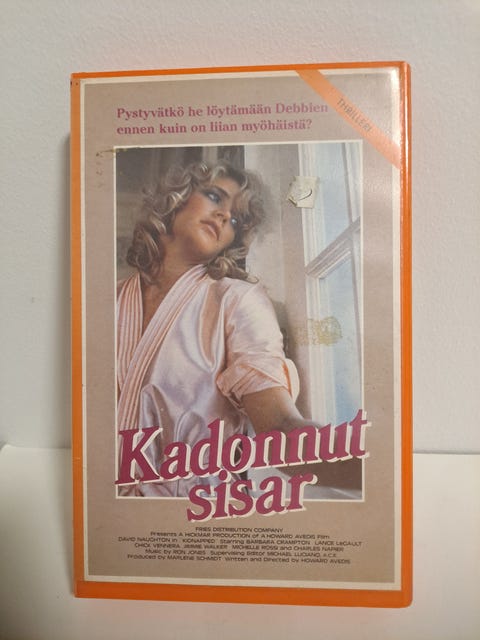 Pystyvätkö he löytämään Debbien
ennen kuin on liian myöhäistä?
THRILLERI
Kadonnut
sisar
FRIES DISTRIBUTION COMPANY
Presents A HICKMAR PRODUCTION of A HOWARD AVEDIS Film
DAVID NAUGHTON in 'KIDNAPPED' Starring BARBARA CRAMPTON LANCE LeGAULT
CHICK VENNERA JIMMIE WALKER MICHELLE ROSSI and CHARLES NAPIER
Music by RON JONES Supervising Editor MICHAEL LUCIANO, A.C.E.
Produced by MARLENE SCHMIDT Written and Directed by HOWARD AVEDIS